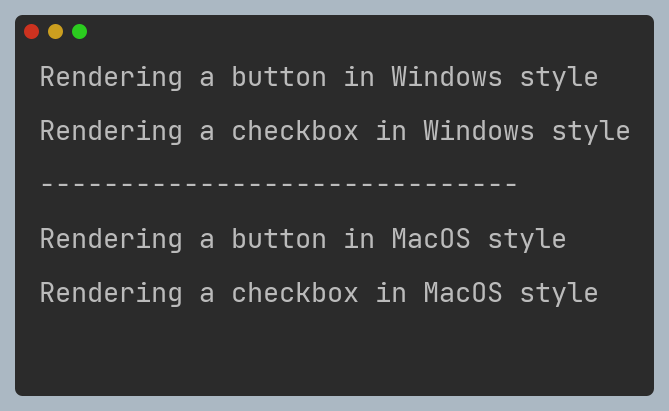 Rendering a button in Windows style
Rendering a checkbox in Windows style
------------------------------
Rendering a button in MacOS style
Rendering a checkbox in MacOS style